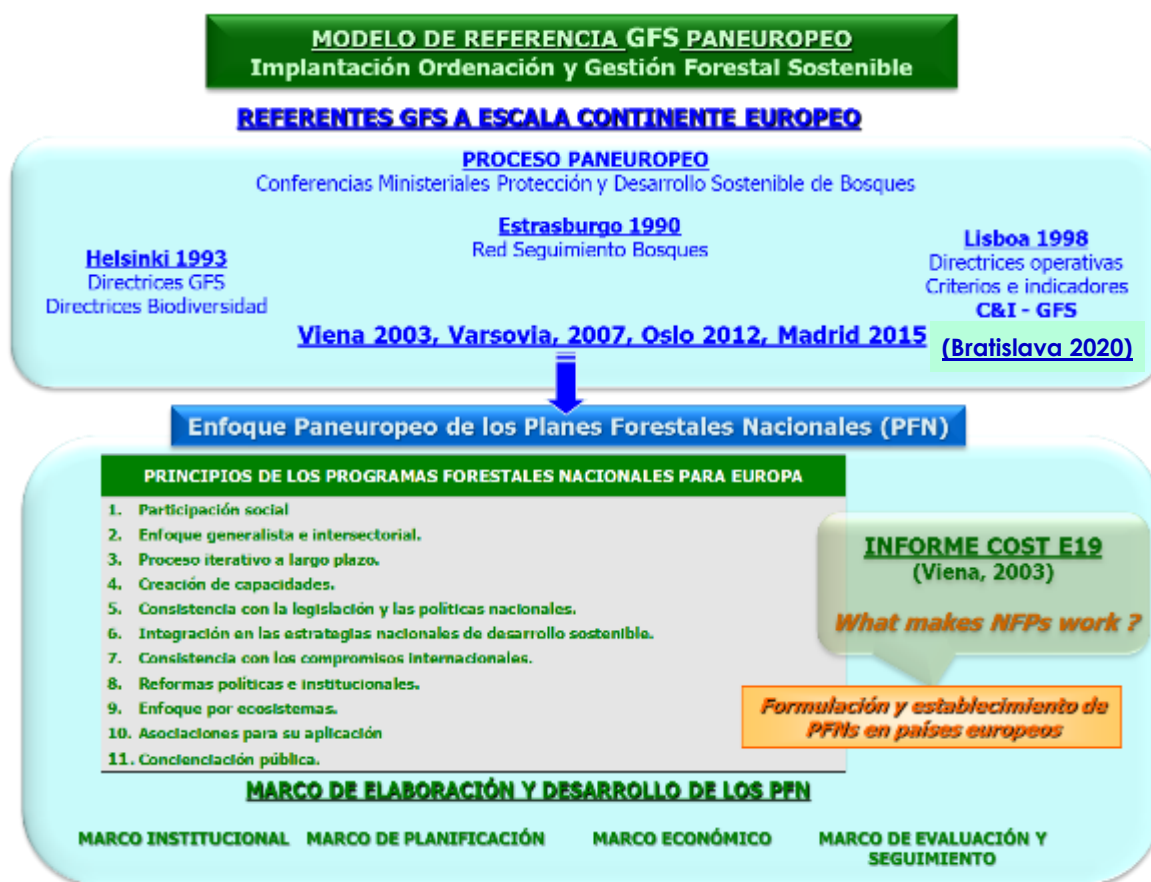 MODELO DE REFERENCIA GFS PANEUROPEO
Implantación Ordenación y Gestión Forestal Sostenible
REFERENTES GFS A ESCALA CONTINENTE EUROPEO
PROCESO PANEUROPEO
Conferencias Ministeriales Protección y Desarrollo Sostenible de Bosques
Estrasburgo 1990
Red Seguimiento Bosques
Helsinki 1993
Directrices GFS
Directrices Biodiversidad
Lisboa 1998
Directrices operativas
Criterios e indicadores
C&I - GFS
Viena 2003, Varsovia, 2007, Oslo 2012, Madrid 2015
(Bratislava 2020)
Enfoque Paneuropeo de los Planes Forestales Nacionales (PFN)
PRINCIPIOS DE LOS PROGRAMAS FORESTALES NACIONALES PARA EUROPA
1. Participación social
2. Enfoque generalista e intersectorial.
3. Proceso iterativo a largo plazo.
4. Creación de capacidades.
5. Consistencia con la legislación y las políticas nacionales.
6. Integración en las estrategias nacionales de desarrollo sostenible.
7. Consistencia con los compromisos internacionales.
8. Reformas políticas e institucionales.
9. Enfoque por ecosistemas.
10. Asociaciones para su aplicación
11. Concienciación pública.
INFORME COST E19
(Viena, 2003)
What makes NFPs work ?
Formulación y establecimiento de
PFNs en países europeos
MARCO DE ELABORACIÓN Y DESARROLLO DE LOS PFN
MARCO INSTITUCIONAL
MARCO DE PLANIFICACIÓN
MARCO ECONÓMICO
MARCO DE EVALUACIÓN Y
SEGUIMIENTO